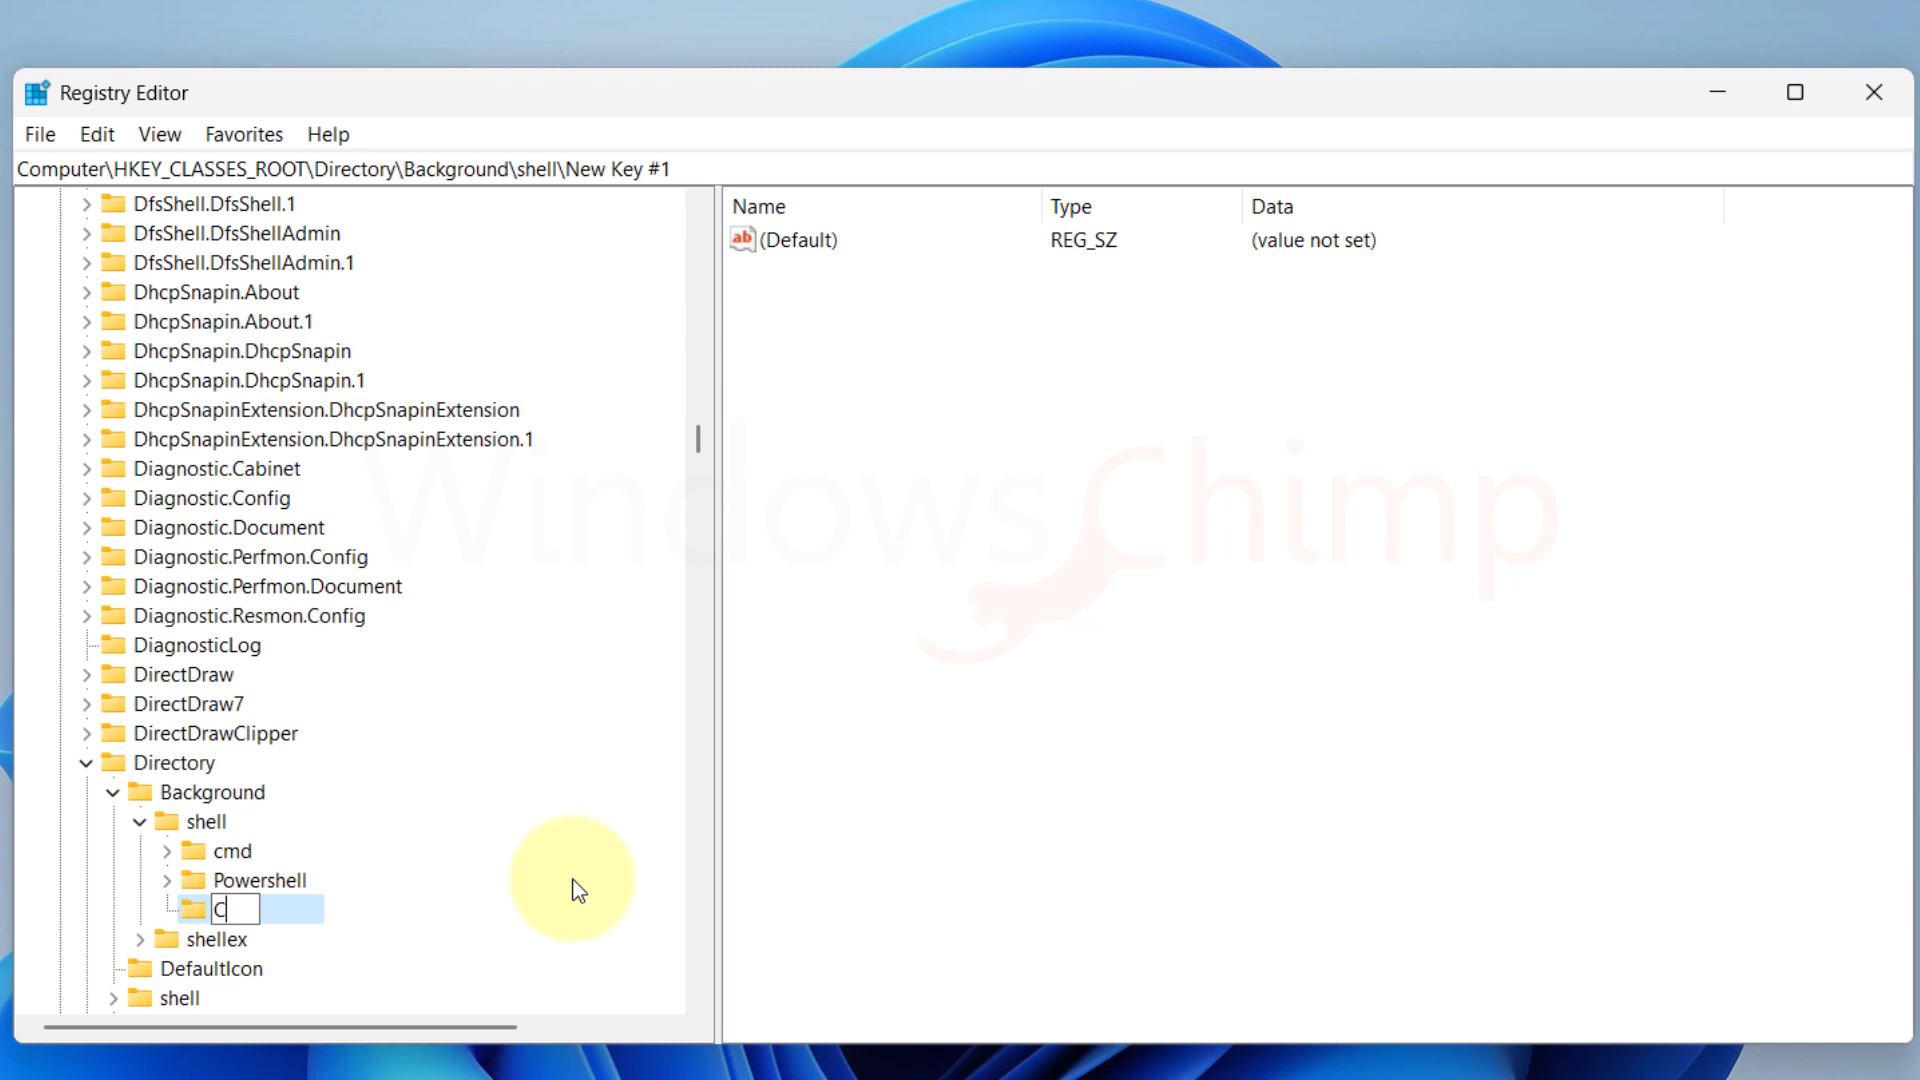 Registry Editor
File Edit View Favorites Help
Computer\HKEY_CLASSES_ROOT\Directory\Background\shell\New Key #1
DfsShell.DfsShell.1
DfsShell.DfsShellAdmin
DfsShell.DfsShellAdmin.1
DhcpSnapin.About
DhcpSnapin.About.1
DhcpSnapin.DhcpSnapin
DhcpSnapin.DhcpSnapin.1
DhcpSnapinExtension.DhcpSnapinExtension
DhcpSnapinExtension.DhcpSnapinExtension.1
Diagnostic.Cabinet
Diagnostic.Config
Diagnostic.Document
Diagnostic.Perfmon.Config
Diagnostic.Perfmon.Document
Diagnostic.Resmon.Config
DiagnosticLog
DirectDraw
DirectDraw7
DirectDrawClipper
Directory
Background
shell
cmd
Powershell
C
shellex
DefaultIcon
shell
Name Type Data
ab (Default) REG_SZ (value not set)
Windows Chimp